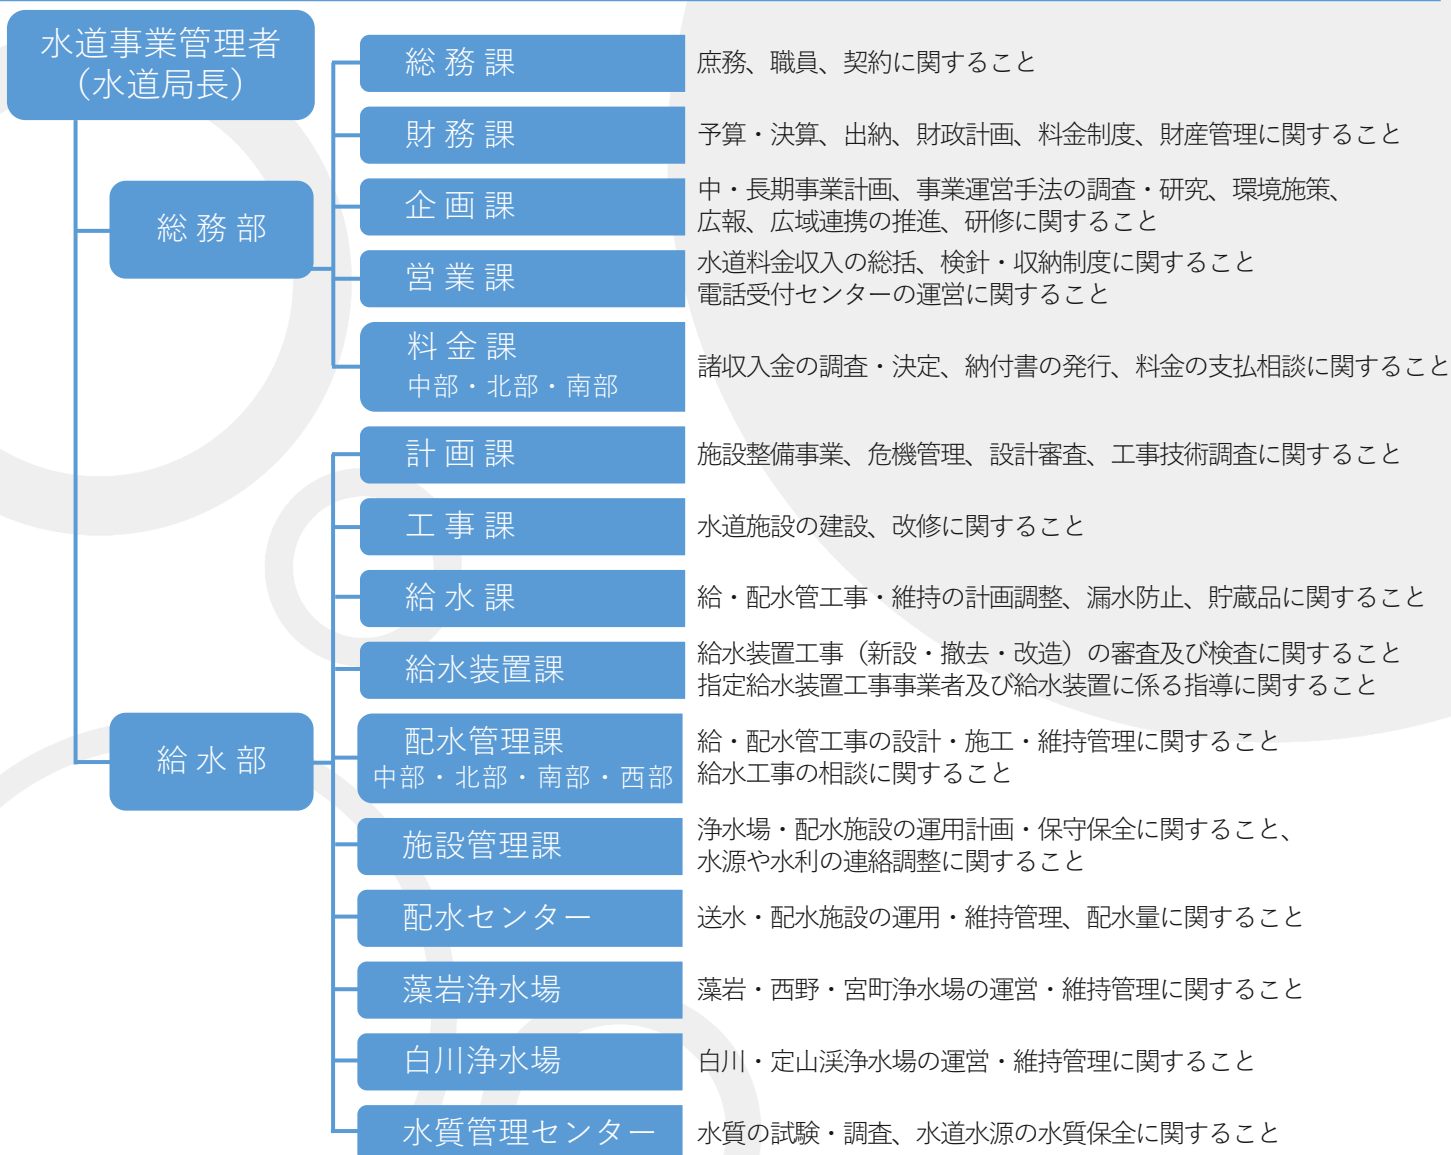 水道事業管理者
（水道局長）
総務部
総務課
庶務、職員、契約に関すること
財務課
予算・決算、出納、財政計画、料金制度、財産管理に関すること
企画課
中・長期事業計画、事業運営手法の調査・研究、環境施策、
広報、広域連携の推進、研修に関すること
営業課
水道料金収入の総括、検針・収納制度に関すること
電話受付センターの運営に関すること
料金課
中部・北部・南部
諸収入金の調査・決定、納付書の発行、料金の支払相談に関すること
給水部
計画課
施設整備事業、危機管理、設計審査、工事技術調査に関すること
工事課
水道施設の建設、改修に関すること
給水課
給・配水管工事・維持の計画調整、漏水防止、貯蔵品に関すること
給水装置課
給水装置工事（新設・撤去・改造）の審査及び検査に関すること
指定給水装置工事事業者及び給水装置に係る指導に関すること
配水管理課
中部・北部・南部・西部
給・配水管工事の設計・施工・維持管理に関すること
給水工事の相談に関すること
施設管理課
浄水場・配水施設の運用計画・保守保全に関すること、
水源や水利の連絡調整に関すること
配水センター
送水・配水施設の運用・維持管理、配水量に関すること
藻岩浄水場
藻岩・西野・宮町浄水場の運営・維持管理に関すること
白川浄水場
白川・定山渓浄水場の運営・維持管理に関すること
水質管理センター
水質の試験・調査、水道水源の水質保全に関すること